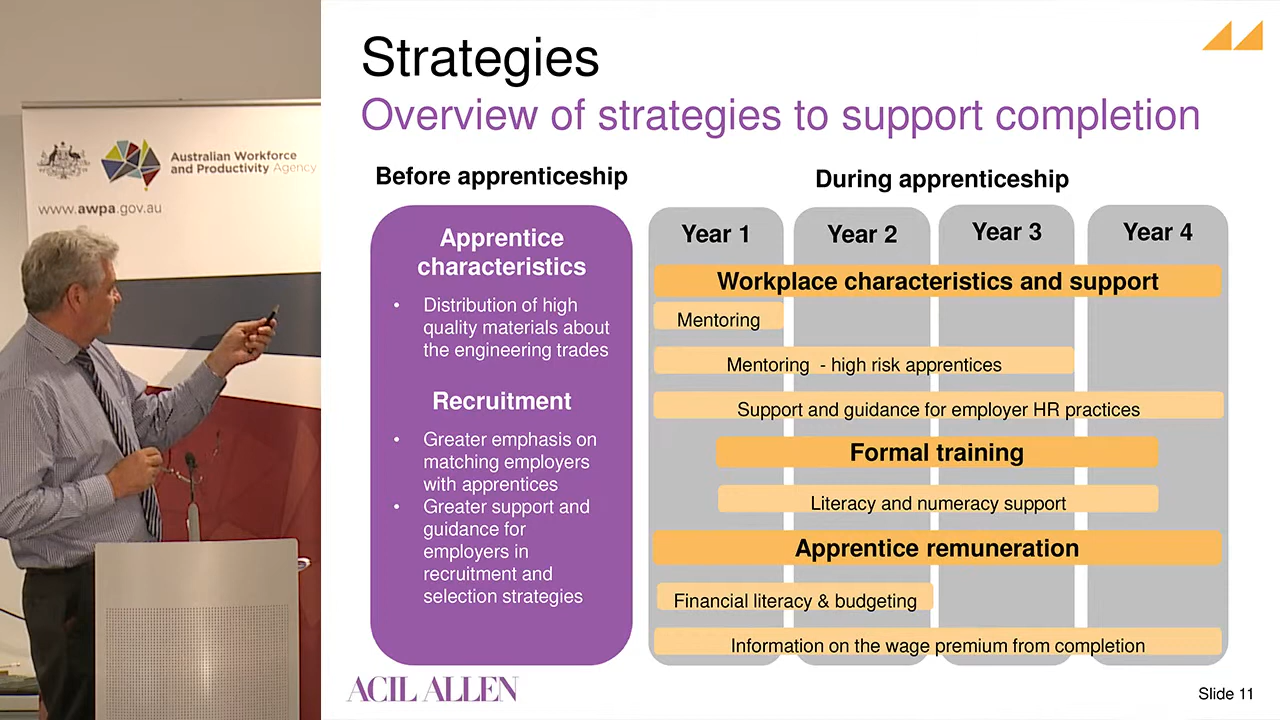 Australian Workforce
and Productivity Agency
www.awpa.gov.au
Strategies
Overview of strategies to support completion
Before apprenticeship
Apprentice
characteristics
• Distribution of high
quality materials about
the engineering trades
Recruitment
• Greater emphasis on
matching employers
with apprentices
• Greater support and
guidance for
employers in
recruitment and
selection strategies
During apprenticeship
Year 1 Year 2 Year 3 Year 4
Workplace characteristics and support
Mentoring
Mentoring - high risk apprentices
Support and guidance for employer HR practices
Formal training
Literacy and numeracy support
Apprentice remuneration
Financial literacy & budgeting
Information on the wage premium from completion
ACIL ALLEN
Slide 11